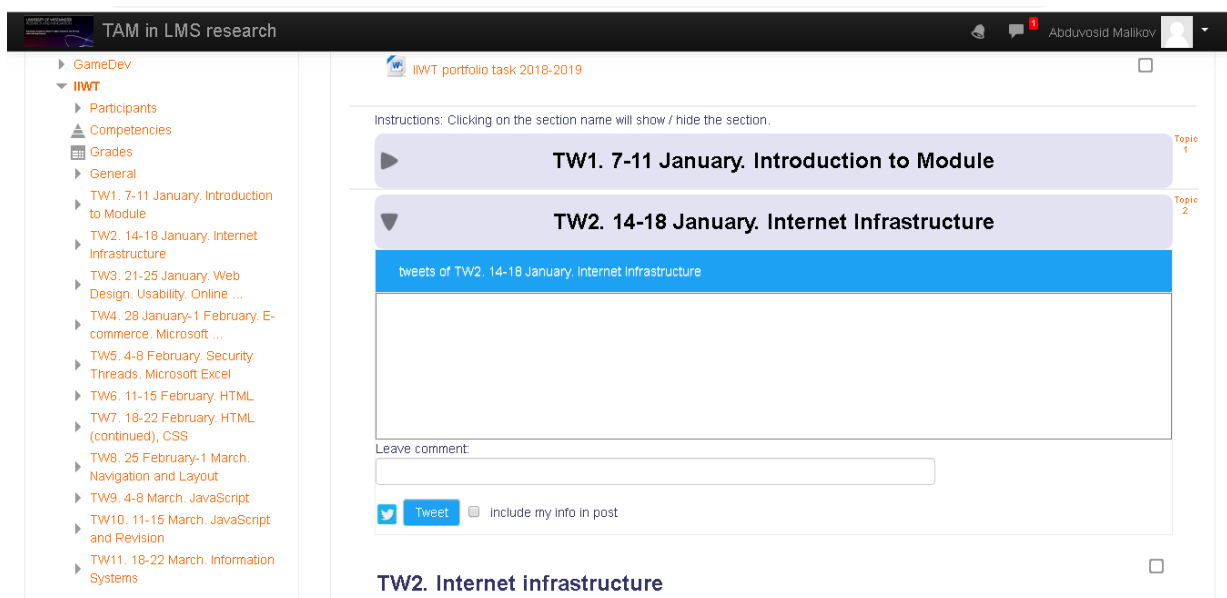 TAM in LMS research
1
Abduvosid Malikov
GameDev
IIWT
Participants
Competencies
Grades
General
TW1. 7-11 January. Introduction
to Module
TW2. 14-18 January. Internet
Infrastructure
TW3. 21-25 January. Web
Design. Usability. Online ...
TW4. 28 January-1 February. E-
commerce. Microsoft ...
TW5. 4-8 February. Security
Threads. Microsoft Excel
TW6. 11-15 February. HTML
TW7. 18-22 February. HTML
(continued), CSS
TW8. 25 February-1 March.
Navigation and Layout
TW9. 4-8 March. JavaScript
TW10. 11-15 March. JavaScript
and Revision
TW11. 18-22 March. Information
Systems
IIWT portfolio task 2018-2019
Instructions: Clicking on the section name will show / hide the section.
TW1. 7-11 January. Introduction to Module
Topic
1
TW2. 14-18 January. Internet Infrastructure
Topic
2
tweets of TW2. 14-18 January. Internet Infrastructure
Leave comment:
Tweet
include my info in post
TW2. Internet infrastructure